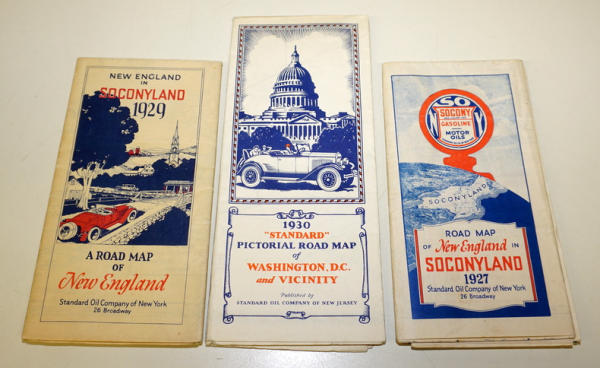 NEW ENGLAND
IN
SOCONYLAND
1929
A ROAD MAP
OF
New England
Standard Oil Company of New York
26 Broadway
1930
"STANDARD"
PICTORIAL ROAD MAP
of
WASHINGTON, D.C.
and VICINITY
Published by
STANDARD OIL COMPANY OF NEW JERSEY
SO
SOCONY
GASOLINE
MOTOR
OILS
SOCONYLAND
ROAD MAP
OF New England IN
SOCONYLAND
1927
Standard Oil Company of New York
26 Broadway